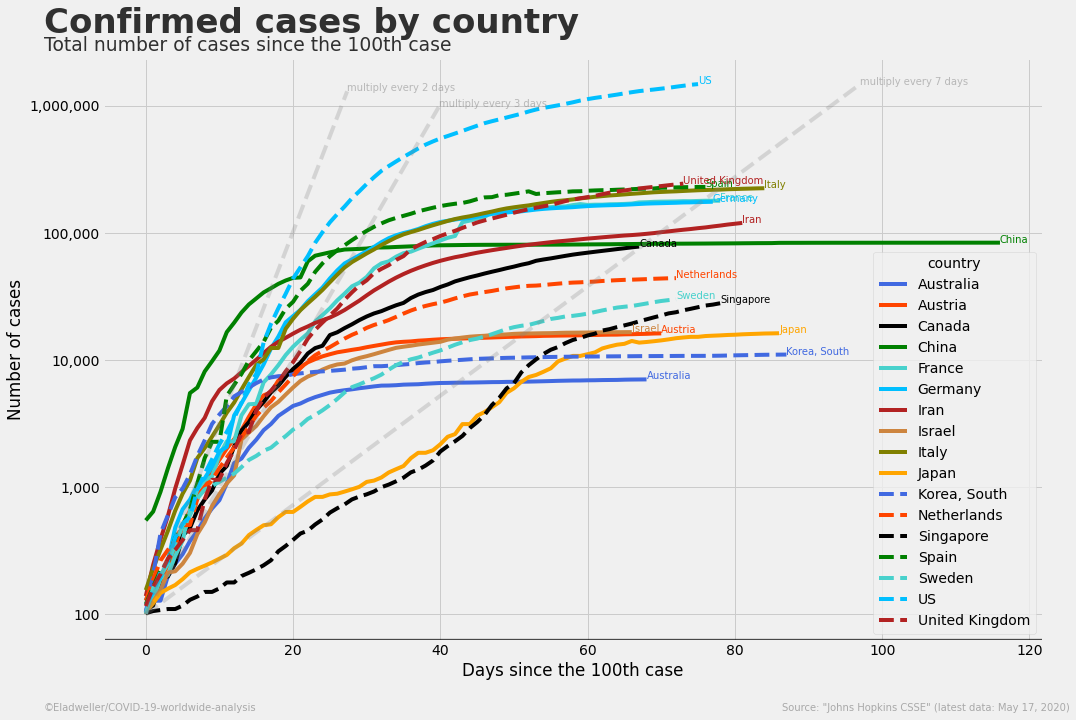 Confirmed cases by country
Total number of cases since the 100th case
multiply every 2 days
multiply every 3 days
US
multiply every 7 days
1,000,000
United Kingdom
Spain
Italy
Germany
Iran
100,000
Canada
China
Netherlands
Sweden
Singapore
Israel
Austria
Japan
10,000
Korea, South
Australia
1,000
100
Number of cases
country
Australia
Austria
Canada
China
France
Germany
Iran
Israel
Italy
Japan
Korea, South
Netherlands
Singapore
Spain
Sweden
US
United Kingdom
0 20 40 60 80 100 120
Days since the 100th case
©Eladweller/COVID-19-worldwide-analysis
Source: "Johns Hopkins CSSE" (latest data: May 17, 2020)